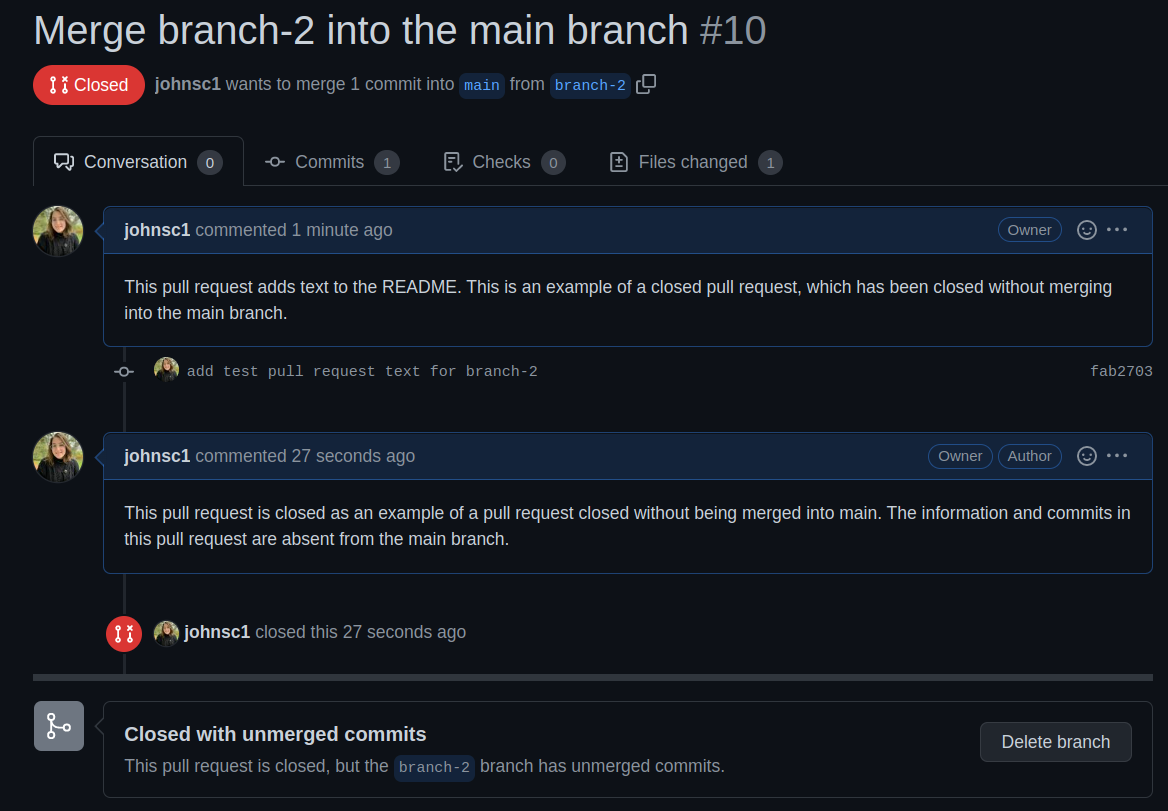 Merge branch-2 into the main branch #10
Closed johnsc1 wants to merge 1 commit into main from branch-2
Conversation 0 Commits 1 Checks 0 Files changed 1
johnsc1 commented 1 minute ago Owner
This pull request adds text to the README. This is an example of a closed pull request, which has been closed without merging
into the main branch.
add test pull request text for branch-2 fab2703
johnsc1 commented 27 seconds ago Owner Author
This pull request is closed as an example of a pull request closed without being merged into main. The information and commits in
this pull request are absent from the main branch.
johnsc1 closed this 27 seconds ago
Closed with unmerged commits
Delete branch
This pull request is closed, but the branch-2 branch has unmerged commits.